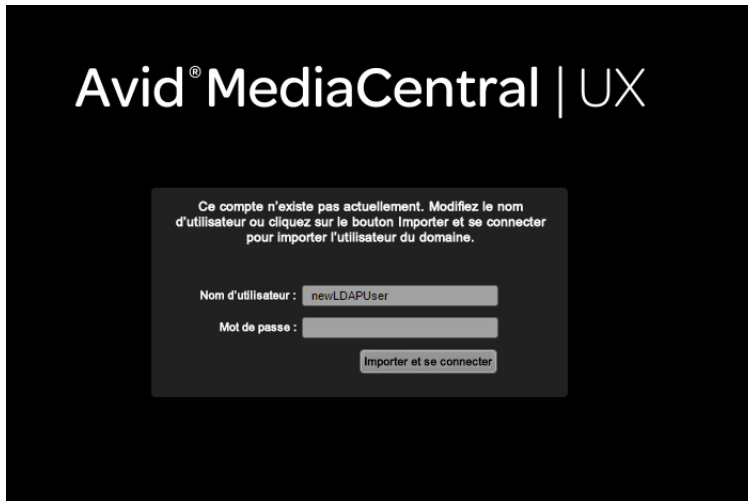 Avid® MediaCentral | UX
Ce compte n'existe pas actuellement. Modifiez le nom
d'utilisateur ou cliquez sur le bouton Importer et se connecter
pour importer l'utilisateur du domaine.
Nom d'utilisateur : newLDAPUser
Mot de passe :
Importer et se connecter